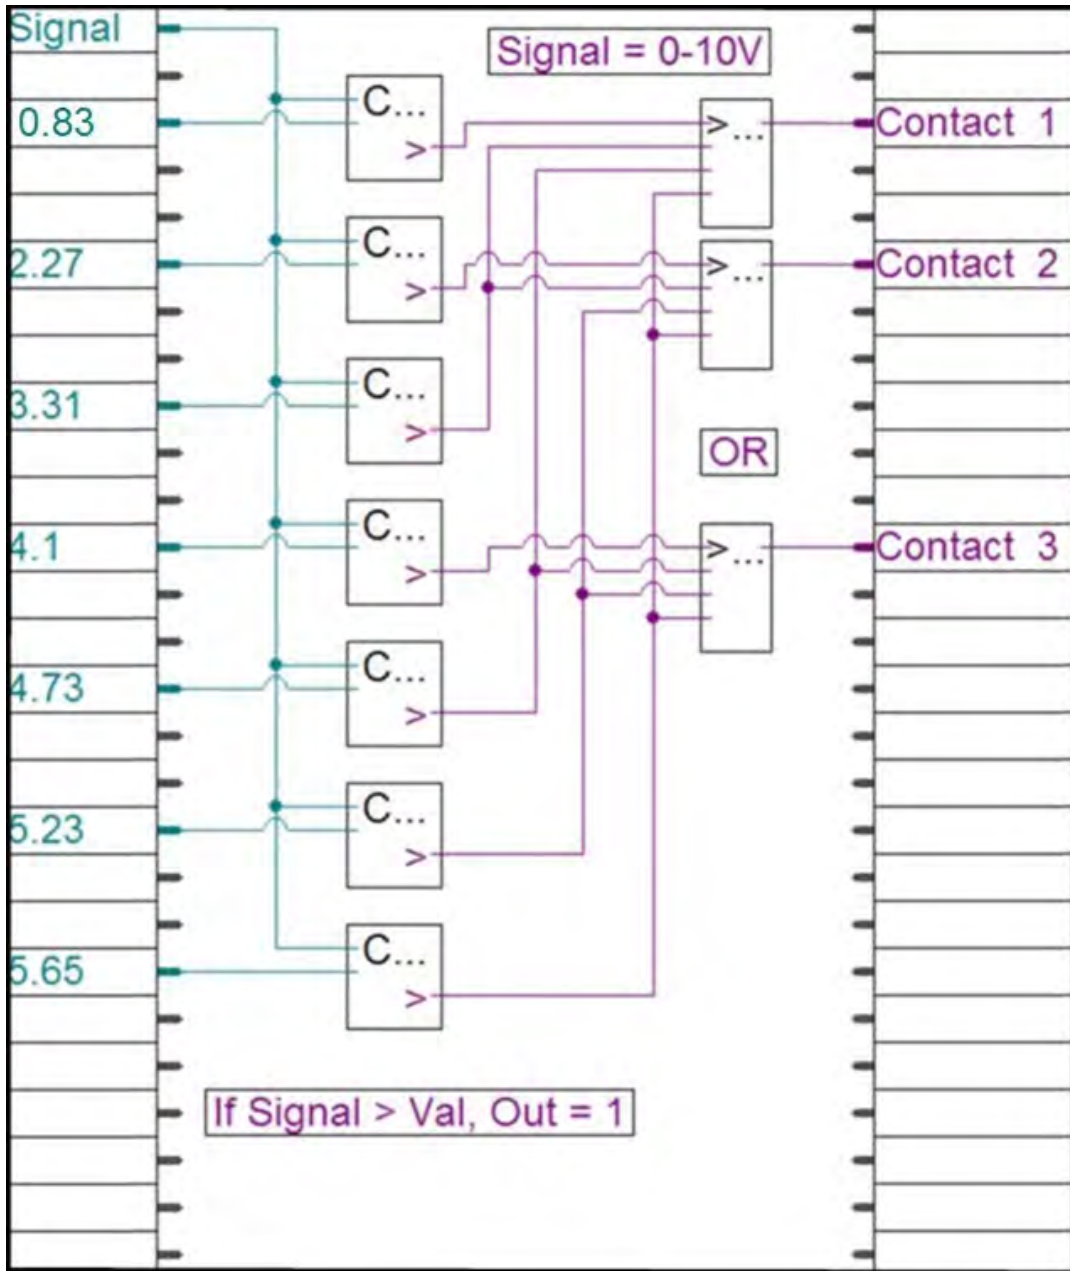 Signal
Signal = 0-10V
C...
0.83
>
>...
Contact 1
C...
2.27
>
>...
Contact 2
C...
3.31
>
OR
C...
4.1
>
>...
Contact 3
C...
4.73
>
C...
5.23
>
C...
5.65
>
If Signal > Val, Out = 1